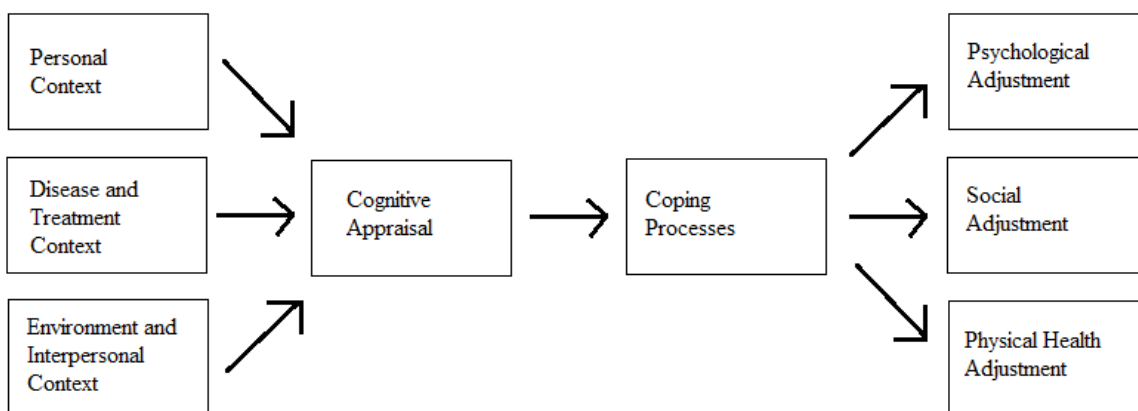 Personal
Context
Disease and
Treatment
Context
Environment and
Interpersonal
Context
Cognitive
Appraisal
Coping
Processes
Psychological
Adjustment
Social
Adjustment
Physical Health
Adjustment